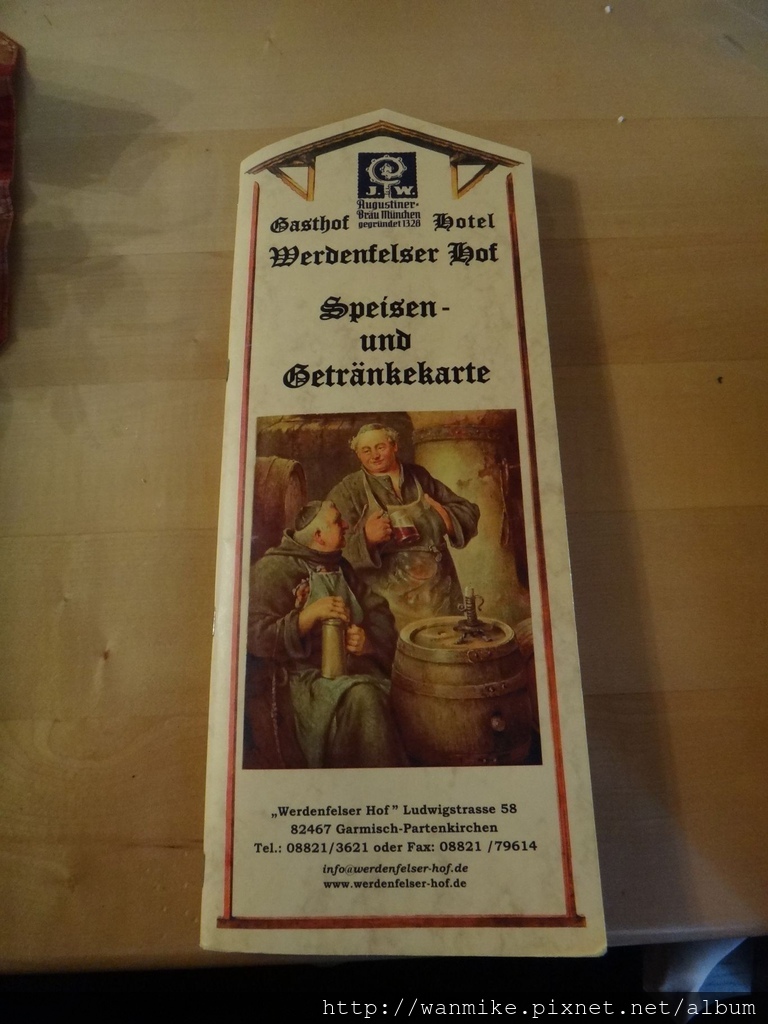 J. W.
Augustiner-
Bräu München
gegründet 1328
Gasthof Hotel
Werdenfelser Hof
Speisen-
und
Getränkekarte
„Werdenfelser Hof” Ludwigstrasse 58
82467 Garmisch-Partenkirchen
Tel.: 08821/3621 oder Fax: 08821 /79614
info@werdenfelser-hof.de
www.werdenfelser-hof.de
http://wanmike.pixnet.net/album